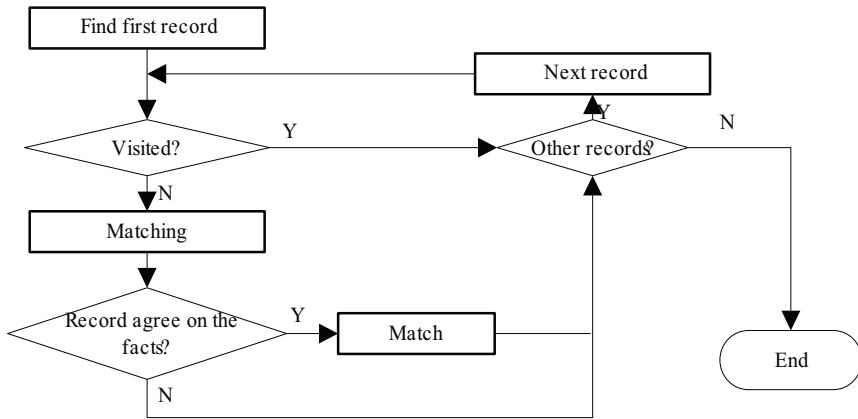 Find first record
N
Next record
Y
Y
N
Visited?
Other records?
N
Matching
Y
Record agree on the
facts?
Match
End
N